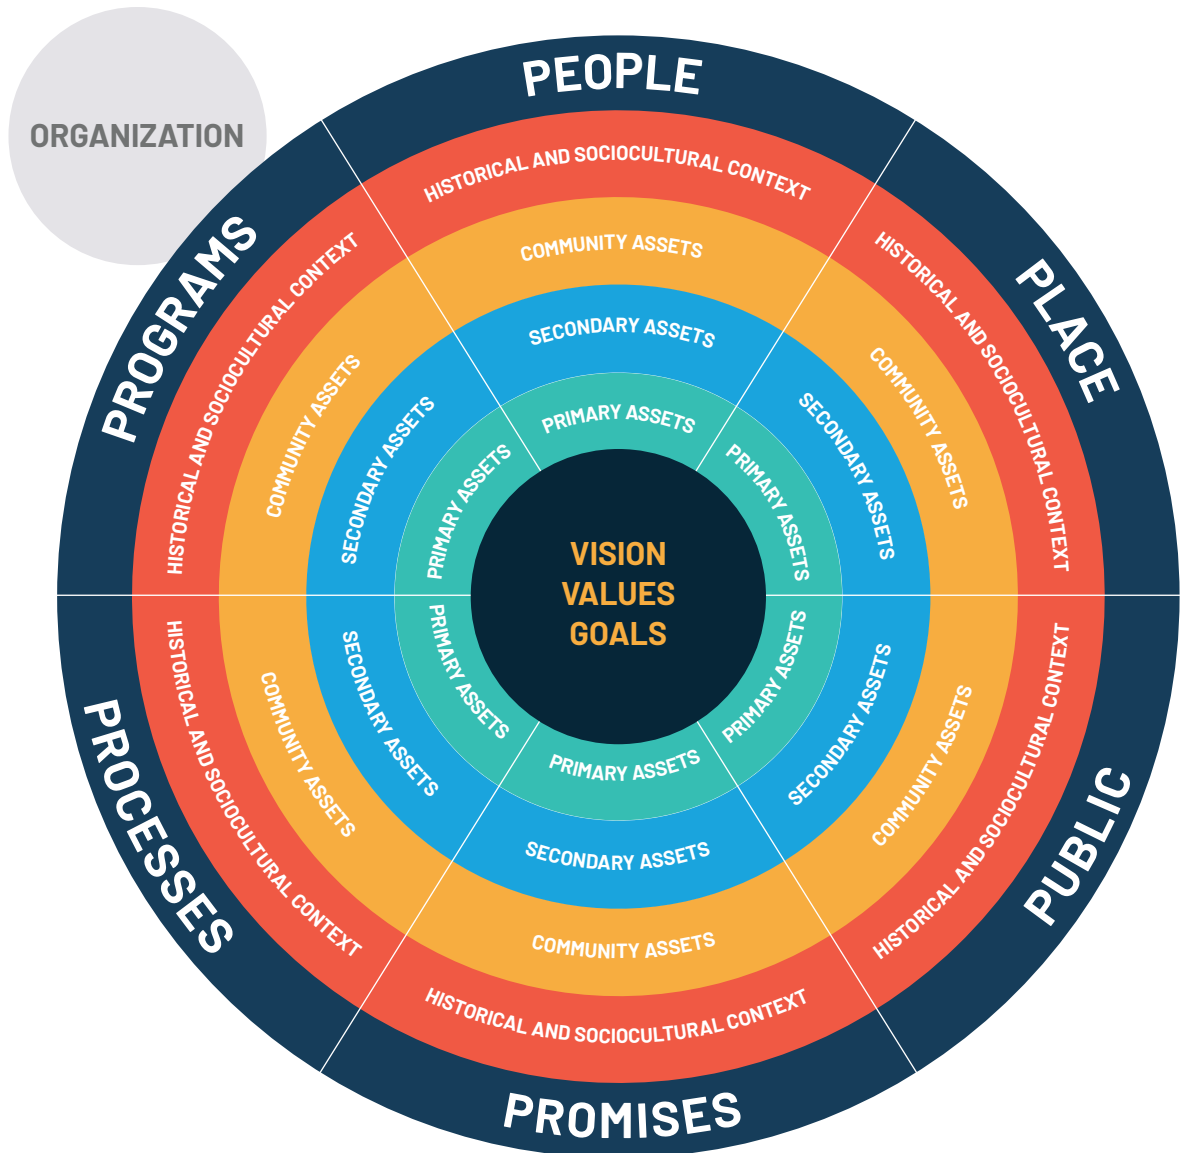 ORGANIZATION
PEOPLE
HISTORICAL AND SOCIOCULTURAL CONTEXT
COMMUNITY ASSETS
SECONDARY ASSETS
PRIMARY ASSETS
PLACE
HISTORICAL AND SOCIOCULTURAL CONTEXT
COMMUNITY ASSETS
SECONDARY ASSETS
PRIMARY ASSETS
PUBLIC
HISTORICAL AND SOCIOCULTURAL CONTEXT
COMMUNITY ASSETS
SECONDARY ASSETS
PRIMARY ASSETS
PROMISES
HISTORICAL AND SOCIOCULTURAL CONTEXT
COMMUNITY ASSETS
SECONDARY ASSETS
PRIMARY ASSETS
PROCESSES
HISTORICAL AND SOCIOCULTURAL CONTEXT
COMMUNITY ASSETS
SECONDARY ASSETS
PRIMARY ASSETS
PROGRAMS
HISTORICAL AND SOCIOCULTURAL CONTEXT
COMMUNITY ASSETS
SECONDARY ASSETS
PRIMARY ASSETS
VISION
VALUES
GOALS